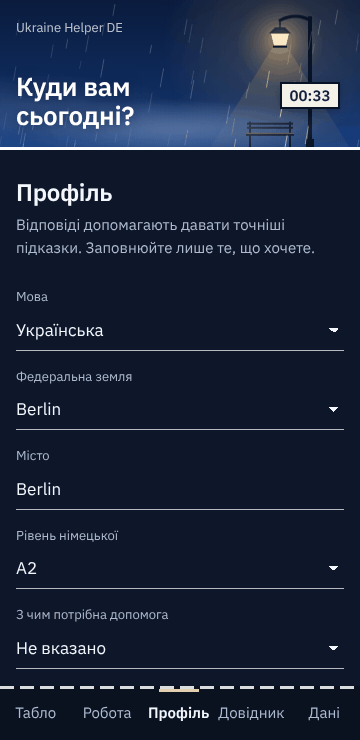 Ukraine Helper DE
Куди вам
сьогодні?
00:33
Профіль
Відповіді допомагають давати точніші
підказки. Заповнюйте лише те, що хочете.
Мова
Українська
Федеральна земля
Berlin
Місто
Berlin
Рівень німецької
A2
З чим потрібна допомога
Не вказано
Табло Робота Профіль Довідник Дані